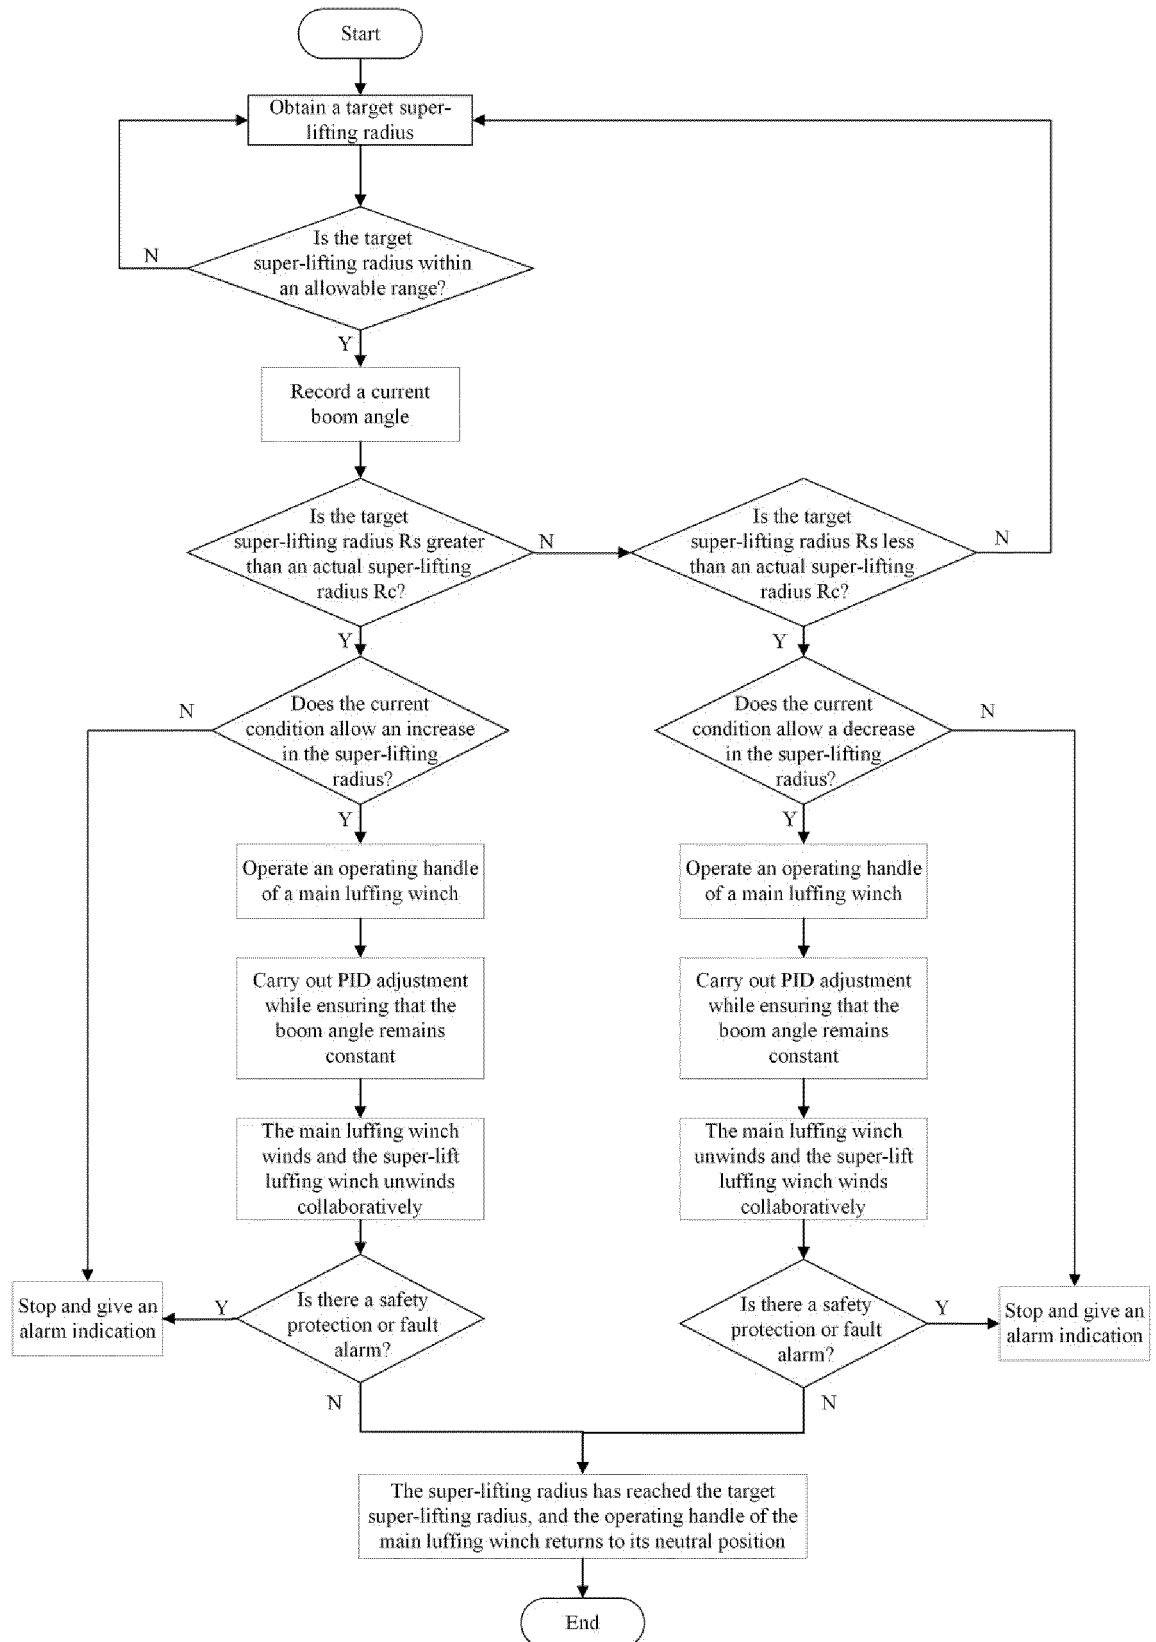 Start
Obtain a target super-
lifting radius
Is the target
super-lifting radius within
an allowable range?
N
Y
Record a current
boom angle
Is the target
super-lifting radius Rs greater
than an actual super-lifting
radius Rc?
N
Is the target
super-lifting radius Rs less
than an actual super-lifting
radius Rc?
N
Y
Y
Does the current
condition allow an increase
in the super-lifting
radius?
N
Does the current
condition allow a decrease
in the super-lifting
radius?
N
Y
Y
Operate an operating handle
of a main luffing winch
Operate an operating handle
of a main luffing winch
Carry out PID adjustment
while ensuring that the
boom angle remains
constant
Carry out PID adjustment
while ensuring that the
boom angle remains
constant
The main luffing winch
winds and the super-lift
luffing winch unwinds
collaboratively
The main luffing winch
unwinds and the super-lift
luffing winch winds
collaboratively
Stop and give an
alarm indication
Y
Is there a safety
protection or fault
alarm?
Is there a safety
protection or fault
alarm?
Y
Stop and give an
alarm indication
N
N
The super-lifting radius has reached the target
super-lifting radius, and the operating handle of the
main luffing winch returns to its neutral position
End